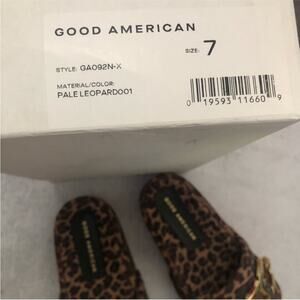 GOOD AMERICAN
SIZE: 7
STYLE: GA092N-X
MATERIAL/COLOR:
PALE LEOPARD001
0 19593 11660 9
GOOD AMERICAN
GOOD AMERICAN